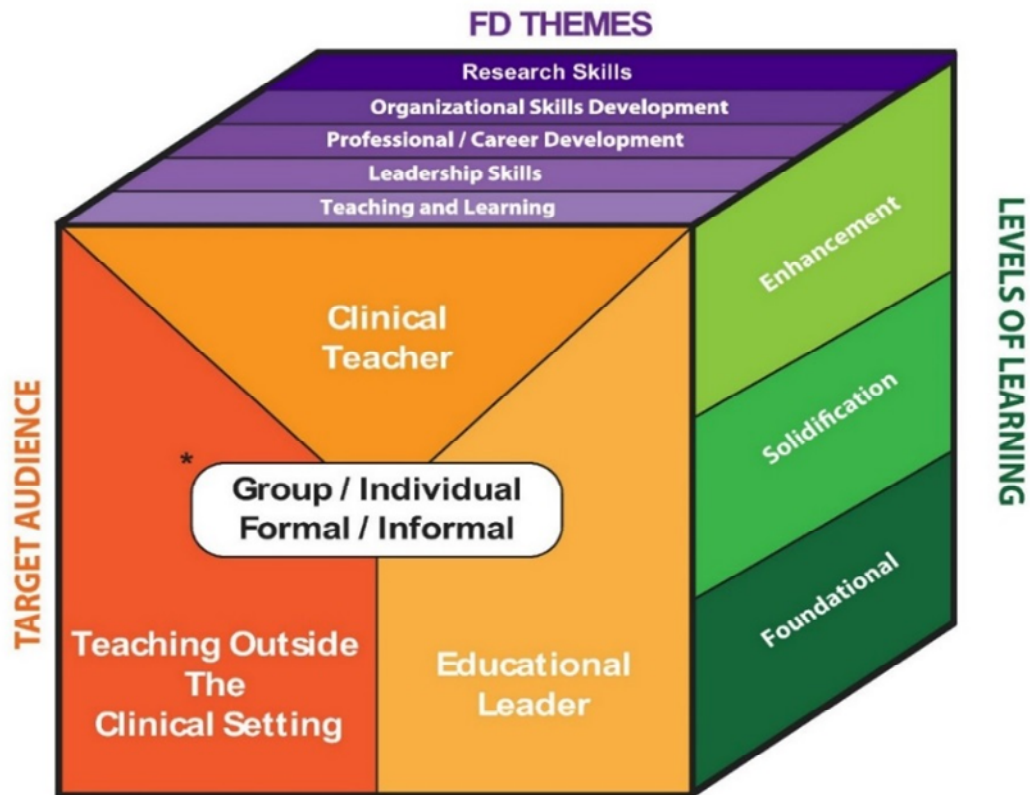 FD THEMES
Research Skills
Organizational Skills Development
Professional / Career Development
Leadership Skills
Teaching and Learning
TARGET AUDIENCE
Clinical
Teacher
*
Group / Individual
Formal / Informal
Teaching Outside
The
Clinical Setting
Educational
Leader
Enhancement
Solidification
Foundational
LEVELS OF LEARNING